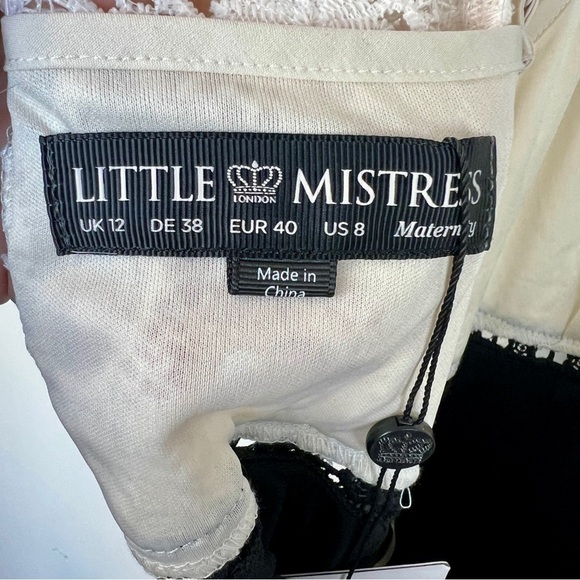 LITTLE LONDON MISTRESS
UK 12 DE 38 EUR 40 US 8 Maternity
Made in
China